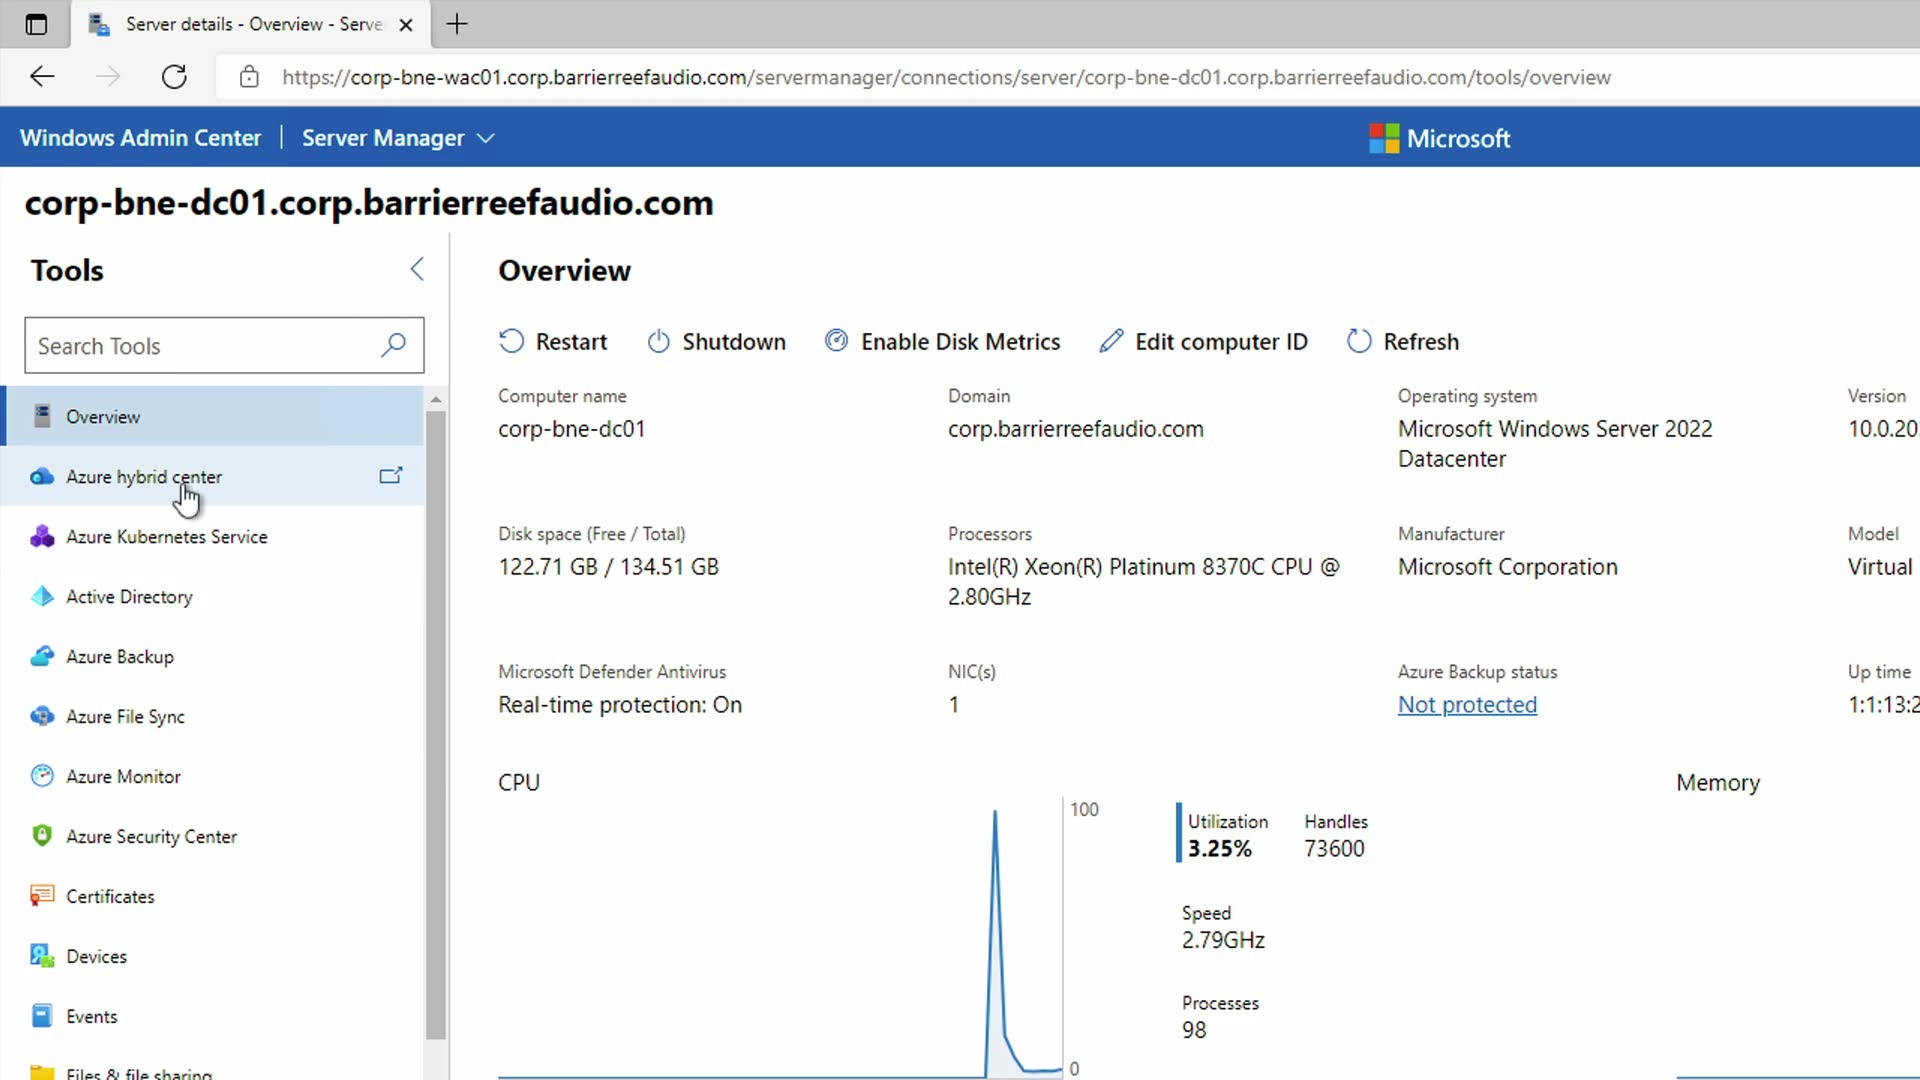 Server details - Overview - Serve
https://corp-bne-wac01.corp.barrierreefaudio.com/servermanager/connections/server/corp-bne-dc01.corp.barrierreefaudio.com/tools/overview
Windows Admin Center | Server Manager
Microsoft
corp-bne-dc01.corp.barrierreefaudio.com
Tools
Search Tools
Overview
Azure hybrid center
Azure Kubernetes Service
Active Directory
Azure Backup
Azure File Sync
Azure Monitor
Azure Security Center
Certificates
Devices
Events
Files & file sharing
Overview
Restart
Shutdown
Enable Disk Metrics
Edit computer ID
Refresh
Computer name
corp-bne-dc01
Domain
corp.barrierreefaudio.com
Operating system
Microsoft Windows Server 2022
Datacenter
Version
10.0.20
Disk space (Free / Total)
122.71 GB / 134.51 GB
Processors
Intel(R) Xeon(R) Platinum 8370C CPU @
2.80GHz
Manufacturer
Microsoft Corporation
Model
Virtual
Microsoft Defender Antivirus
Real-time protection: On
NIC(s)
1
Azure Backup status
Not protected
Up time
1:1:13:2
CPU
100
0
Utilization
3.25%
Handles
73600
Speed
2.79GHz
Processes
98
Memory